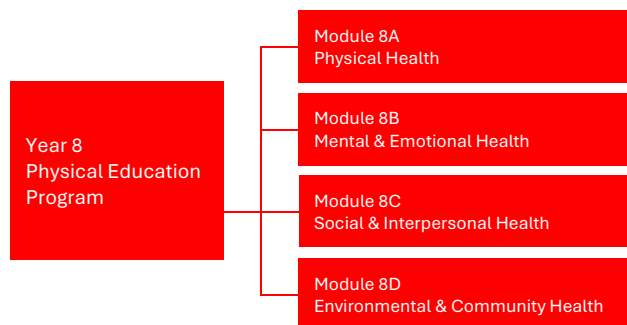 Year 8
Physical Education
Program
Module 8A
Physical Health
Module 8B
Mental & Emotional Health
Module 8C
Social & Interpersonal Health
Module 8D
Environmental & Community Health